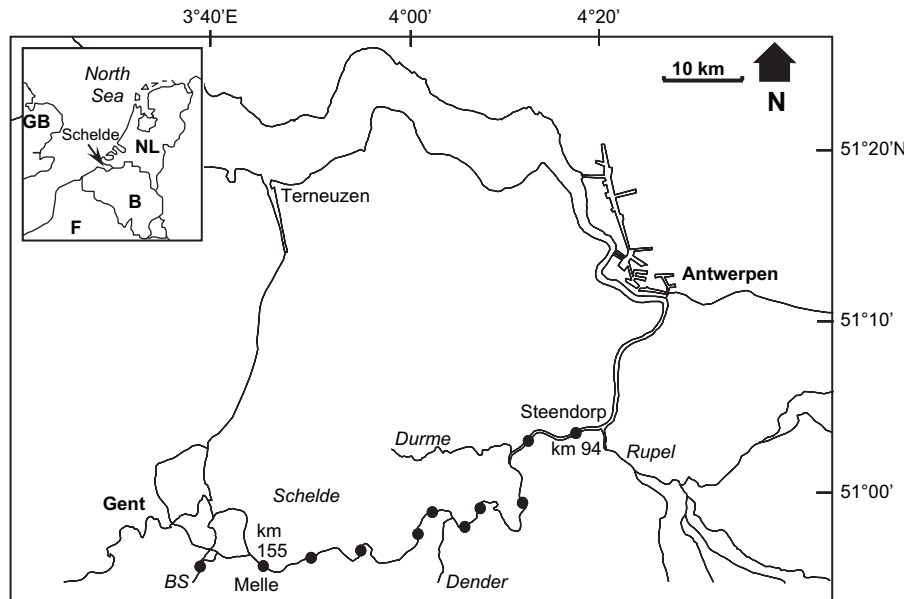 3°40'E
4°00'
4°20'
North
Sea
GB
Schelde
NL
B
F
10 km
N
51°20'N
Terneuzen
Antwerpen
51°10'
Steendorp
Durme
km 94
Rupel
Gent
Schelde
51°00'
km
155
BS
Melle
Dender